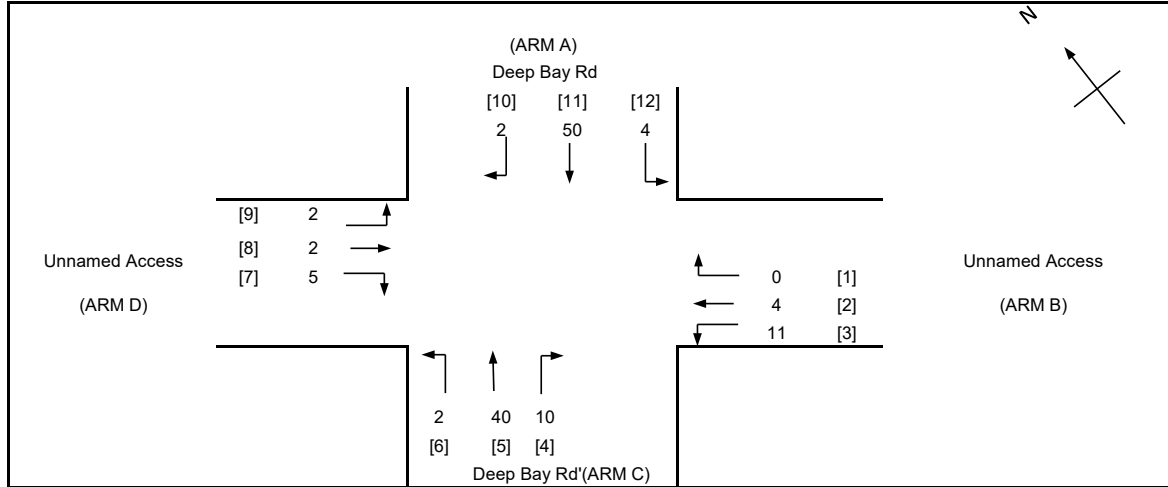 N
(ARM A)
Deep Bay Rd
[10] [11] [12]
2 50 4
[9] 2
[8] 2
[7] 5
Unnamed Access
(ARM D)
0 [1]
4 [2]
11 [3]
Unnamed Access
(ARM B)
2 40 10
[6] [5] [4]
Deep Bay Rd'(ARM C)